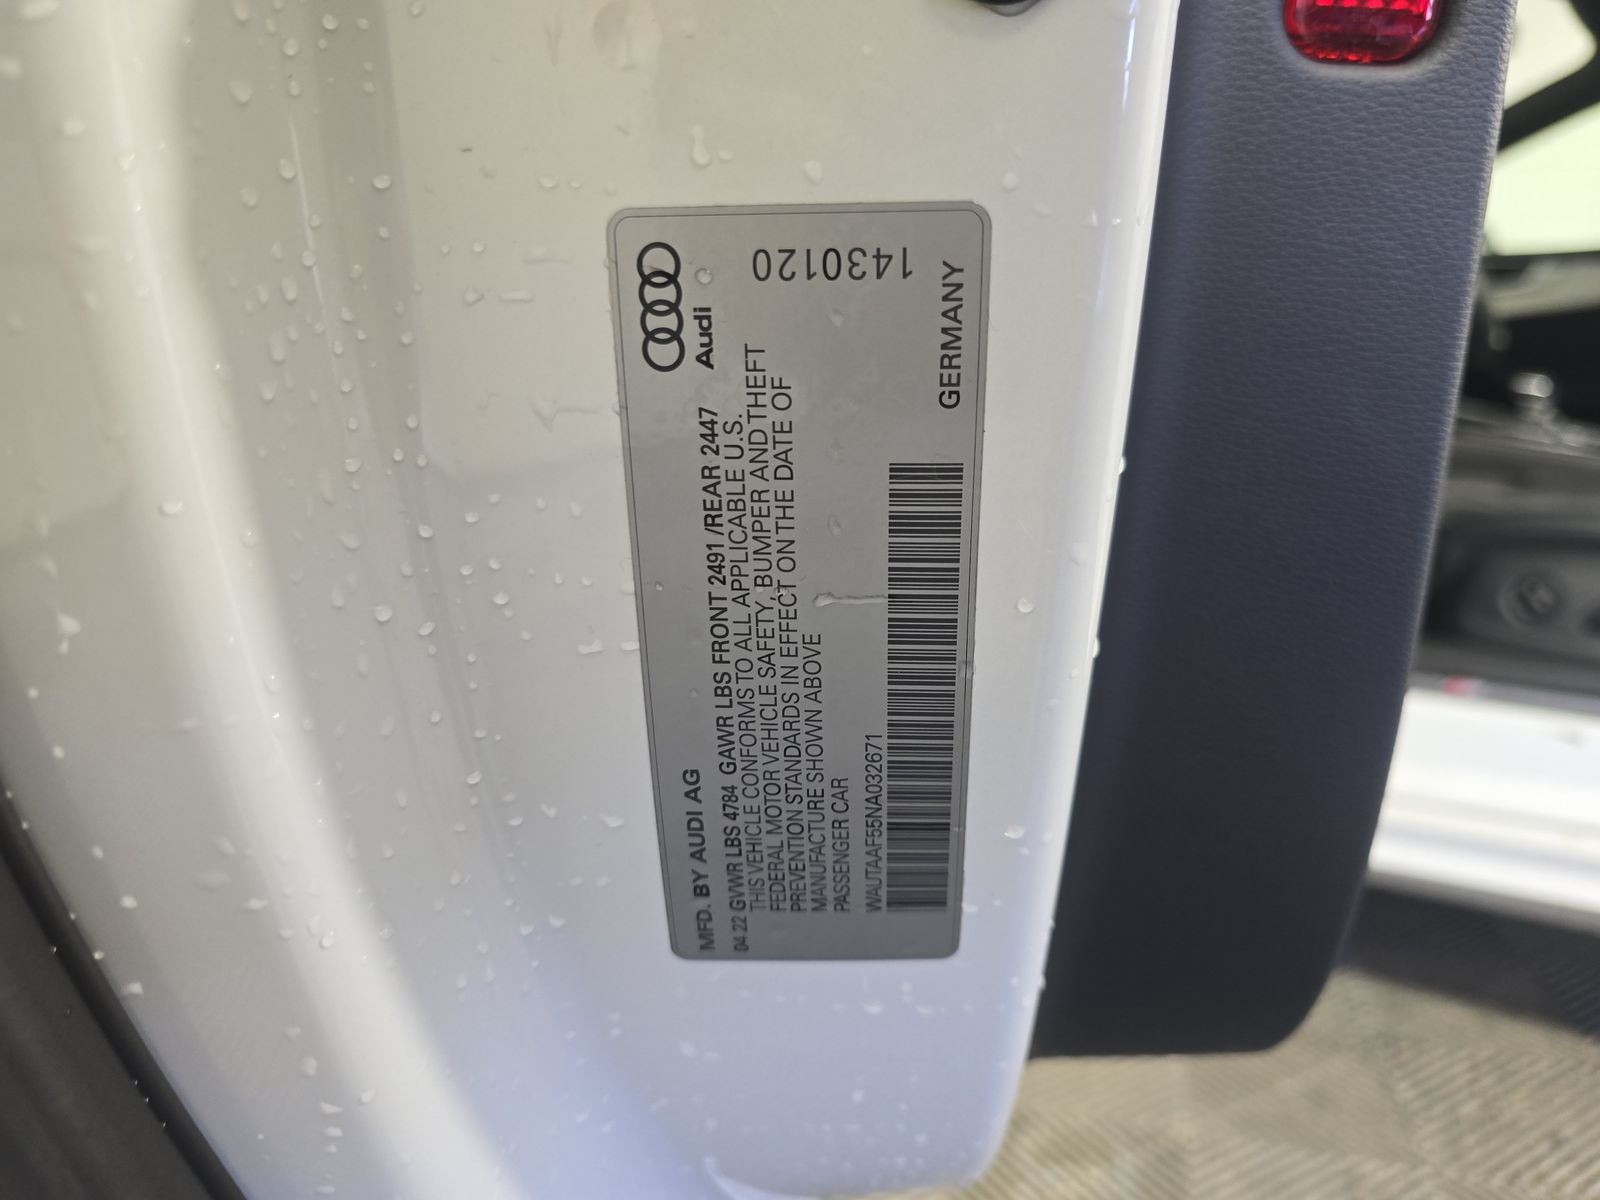 Audi
MFD. BY AUDI AG
04 22 GVWR LBS 4784 GAWR LBS FRONT 2491 /REAR 2447
THIS VEHICLE CONFORMS TO ALL APPLICABLE U.S.
FEDERAL MOTOR VEHICLE SAFETY, BUMPER AND THEFT
PREVENTION STANDARDS IN EFFECT ON THE DATE OF
MANUFACTURE SHOWN ABOVE
PASSENGER CAR
WAUTAAF55NA032671
1430120
GERMANY